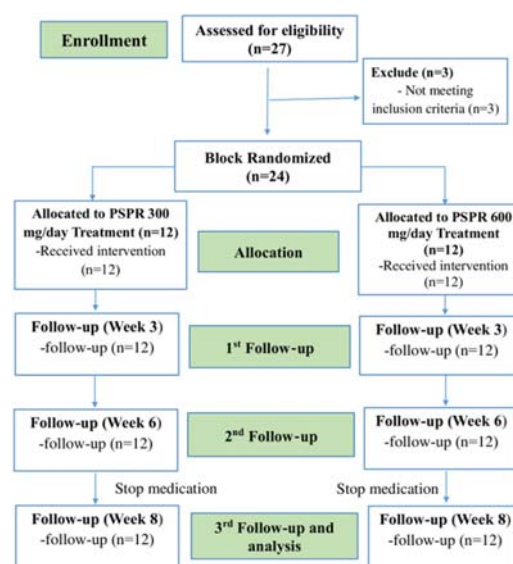 Enrollment
Assessed for eligibility
(n=27)
Exclude (n=3)
- Not meeting
inclusion criteria (n=3)
Block Randomized
(n=24)
Allocated to PSPR 300
mg/day Treatment (n=12)
-Received intervention
(n=12)
Allocation
Allocated to PSPR 600
mg/day Treatment
(n=12)
-Received intervention
(n=12)
Follow-up (Week 3)
-follow-up (n=12)
1st Follow-up
Follow-up (Week 3)
-follow-up (n=12)
Follow-up (Week 6)
-follow-up (n=12)
2nd Follow-up
Follow-up (Week 6)
-follow-up (n=12)
Stop medication
Stop medication
Follow-up (Week 8)
-follow-up (n=12)
3rd Follow-up and
analysis
Follow-up (Week 8)
-follow-up (n=12)